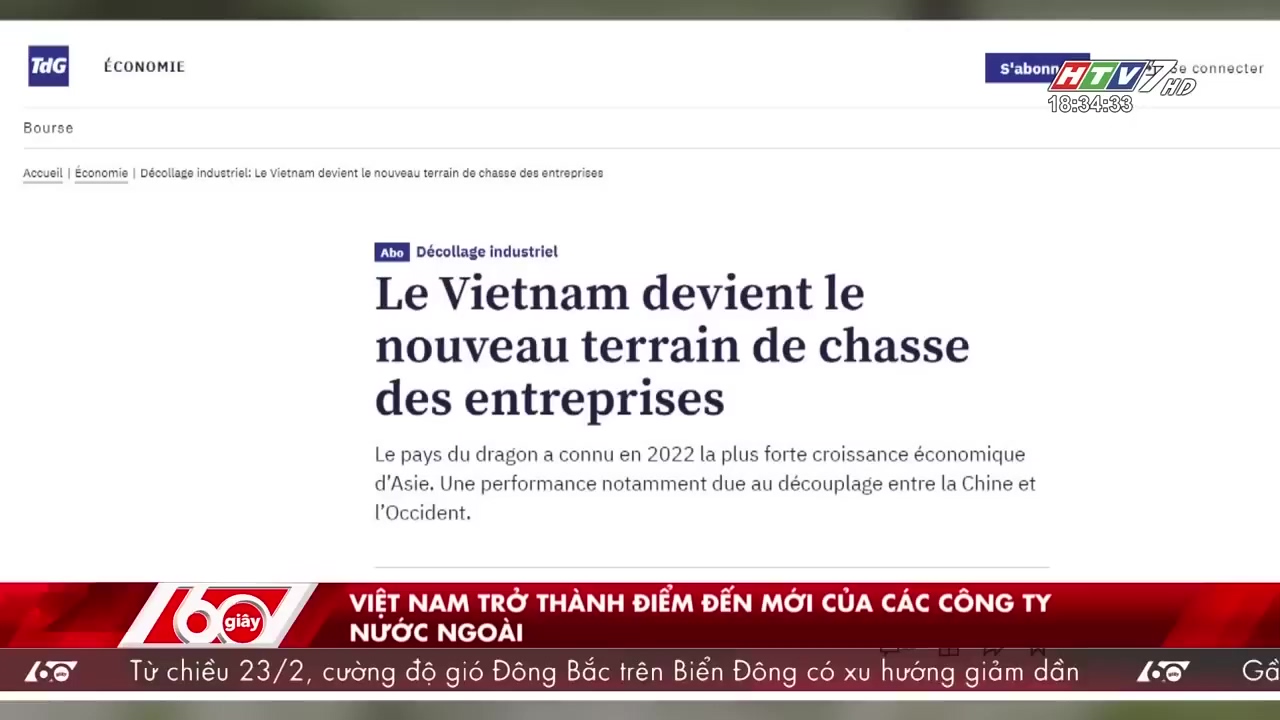 TdG
ÉCONOMIE
S'abonn
se connecter
HTV7 HD
18:34:33
Bourse
Accueil | Économie | Décollage industriel: Le Vietnam devient le nouveau terrain de chasse des entreprises
Abo Décollage industriel
Le Vietnam devient le
nouveau terrain de chasse
des entreprises
Le pays du dragon a connu en 2022 la plus forte croissance économique
d’Asie. Une performance notamment due au découplage entre la Chine et
l’Occident.
60 giây
VIỆT NAM TRỞ THÀNH ĐIỂM ĐẾN MỚI CỦA CÁC CÔNG TY
NƯỚC NGOÀI
60 giây Từ chiều 23/2, cường độ gió Đông Bắc trên Biển Đông có xu hướng giảm dần 60 giây Gầ